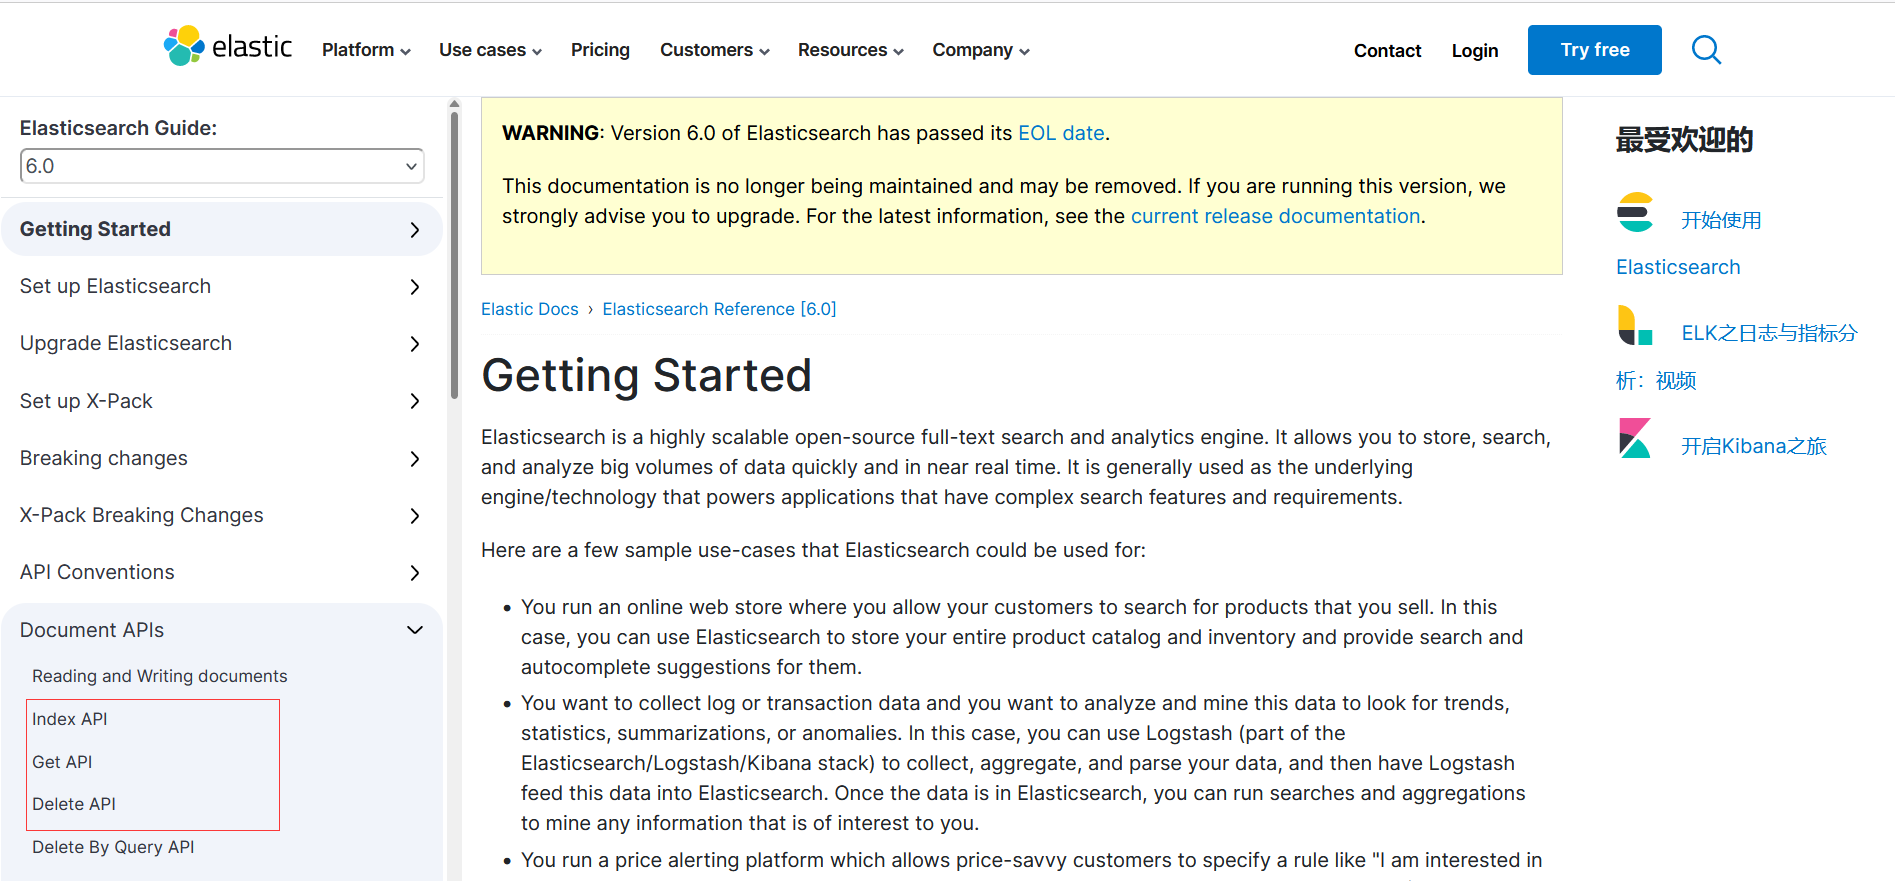 elastic
Platform
Use cases
Pricing
Customers
Resources
Company
Contact
Login
Try free
Elasticsearch Guide:
6.0
Getting Started
Set up Elasticsearch
Upgrade Elasticsearch
Set up X-Pack
Breaking changes
X-Pack Breaking Changes
API Conventions
Document APIs
Reading and Writing documents
Index API
Get API
Delete API
Delete By Query API
WARNING: Version 6.0 of Elasticsearch has passed its EOL date.
This documentation is no longer being maintained and may be removed. If you are running this version, we
strongly advise you to upgrade. For the latest information, see the current release documentation.
Elastic Docs › Elasticsearch Reference [6.0]
Getting Started
Elasticsearch is a highly scalable open-source full-text search and analytics engine. It allows you to store, search,
and analyze big volumes of data quickly and in near real time. It is generally used as the underlying
engine/technology that powers applications that have complex search features and requirements.
Here are a few sample use-cases that Elasticsearch could be used for:
• You run an online web store where you allow your customers to search for products that you sell. In this
case, you can use Elasticsearch to store your entire product catalog and inventory and provide search and
autocomplete suggestions for them.
• You want to collect log or transaction data and you want to analyze and mine this data to look for trends,
statistics, summarizations, or anomalies. In this case, you can use Logstash (part of the
Elasticsearch/Logstash/Kibana stack) to collect, aggregate, and parse your data, and then have Logstash
feed this data into Elasticsearch. Once the data is in Elasticsearch, you can run searches and aggregations
to mine any information that is of interest to you.
• You run a price alerting platform which allows price-savvy customers to specify a rule like "I am interested in
最受欢迎的
开始使用
Elasticsearch
ELK之日志与指标分
析：视频
开启Kibana之旅